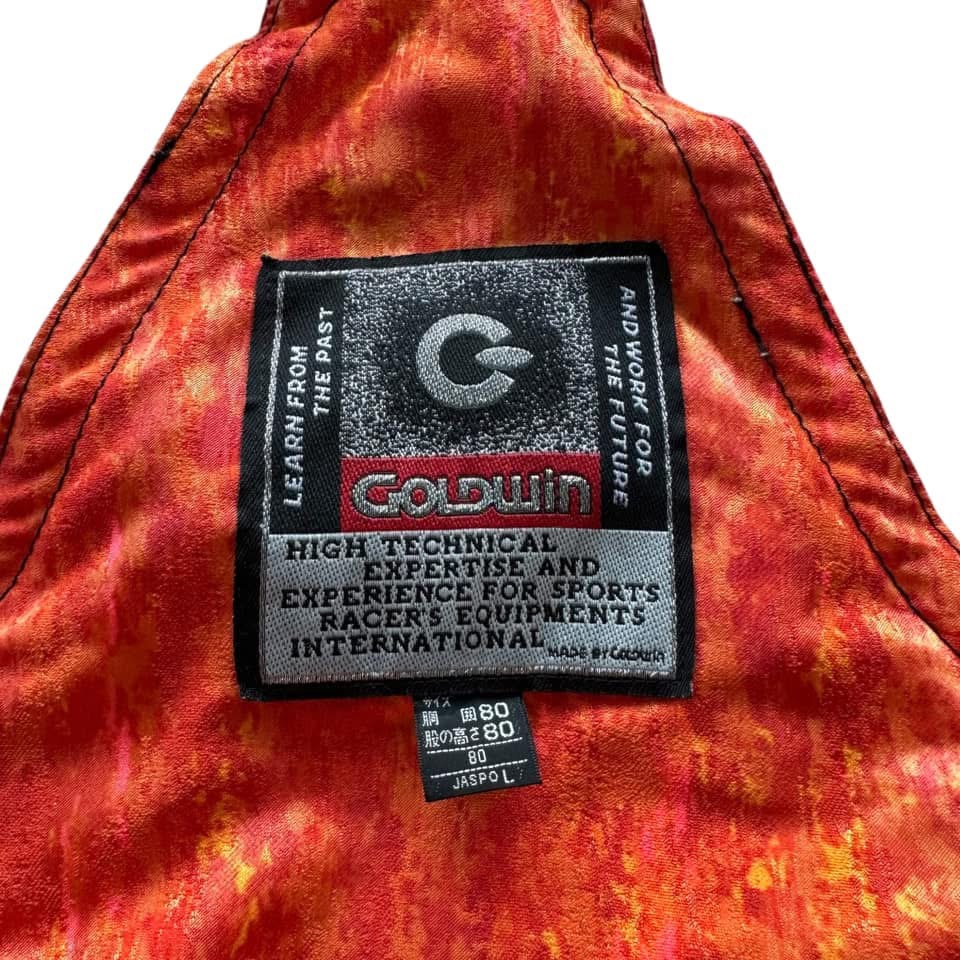 LEARN FROM
THE PAST
AND WORK FOR
THE FUTURE
GOLDWIN
HIGH TECHNICAL
EXPERTISE AND
EXPERIENCE FOR SPORTS
RACER'S EQUIPMENTS
INTERNATIONAL MADE BY GOLDWIN
サイズ
胴囲80
股の高さ80
80
JASPO L